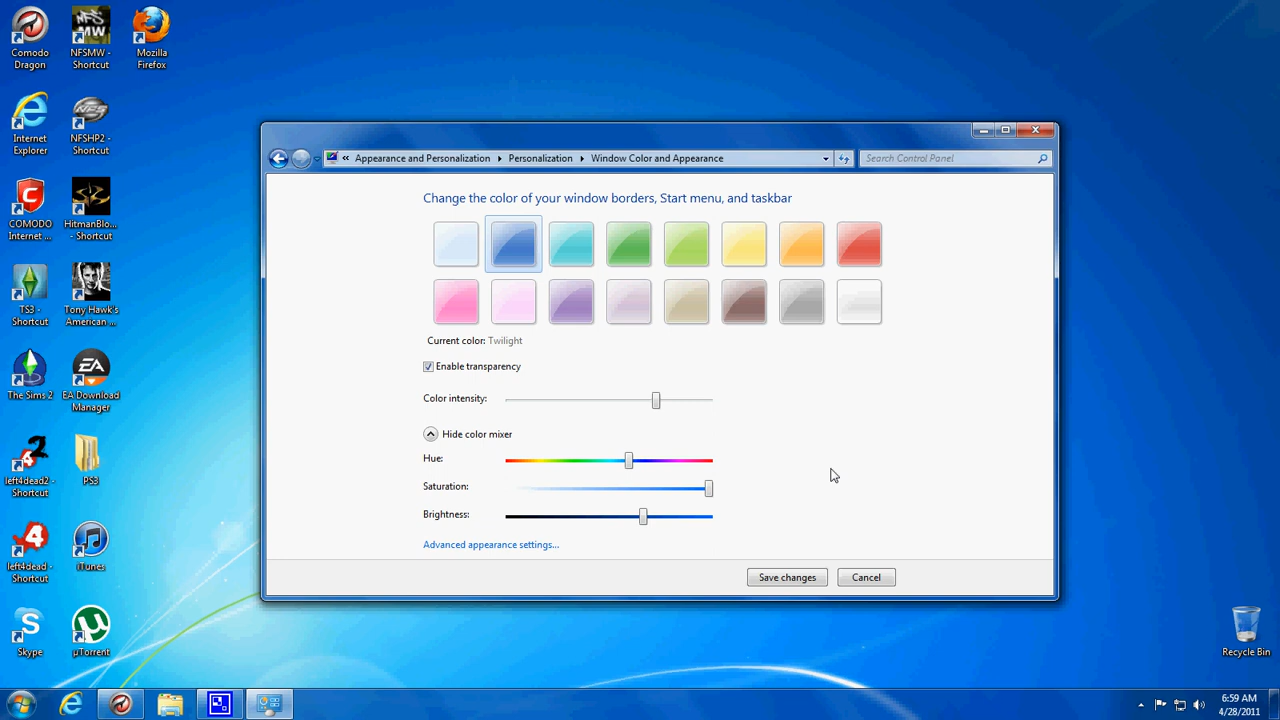 Comodo
Dragon
NFSMW -
Shortcut
Mozilla
Firefox
Internet
Explorer
NFS
NFSHP2 -
Shortcut
COMODO
Internet ...
HitmanBlo...
- Shortcut
TS3 -
Shortcut
Tony Hawk's
American ...
The Sims 2
EA
EA Download
Manager
left4dead2 -
Shortcut
PS3
left4dead -
Shortcut
iTunes
Skype
µTorrent
« Appearance and Personalization ▸ Personalization ▸ Window Color and Appearance
Search Control Panel
Change the color of your window borders, Start menu, and taskbar
Current color: Twilight
Enable transparency
Color intensity:
Hide color mixer
Hue:
Saturation:
Brightness:
Advanced appearance settings...
Save changes
Cancel
Recycle Bin
6:59 AM
4/28/2011